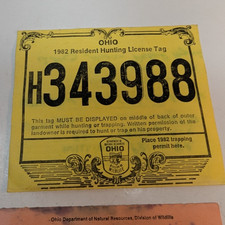 OHIO
1982 Resident Hunting License Tag
H343988
This tag MUST BE DISPLAYED on middle of back of outer
garment while hunting or trapping. Written permission of the
landowner is required to hunt or trap on his property.
OHIO
Place 1982 trapping
permit here.
Ohio Department of Natural Resources, Division of Wildlife